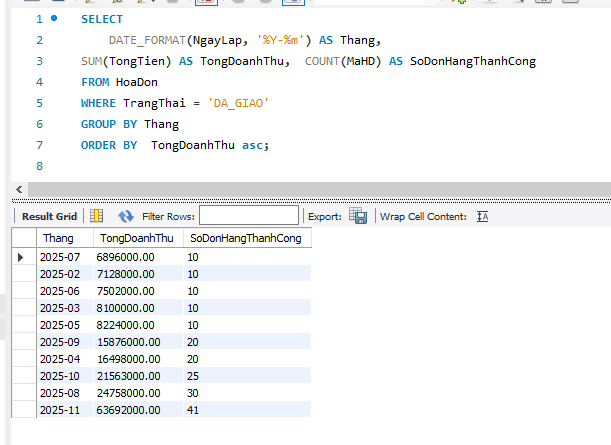 1 SELECT
2 DATE_FORMAT(NgayLap, '%Y-%m') AS Thang,
3 SUM(TongTien) AS TongDoanhThu, COUNT(MaHD) AS SoDonHangThanhCong
4 FROM HoaDon
5 WHERE TrangThai = 'DA_GIAO'
6 GROUP BY Thang
7 ORDER BY TongDoanhThu asc;
8
Result Grid Filter Rows: Export: Wrap Cell Content:
Thang TongDoanhThu SoDonHangThanhCong
2025-07 6896000.00 10
2025-02 7128000.00 10
2025-06 7502000.00 10
2025-03 8100000.00 10
2025-05 8224000.00 10
2025-09 15876000.00 20
2025-04 16498000.00 20
2025-10 21563000.00 25
2025-08 24758000.00 30
2025-11 63692000.00 41